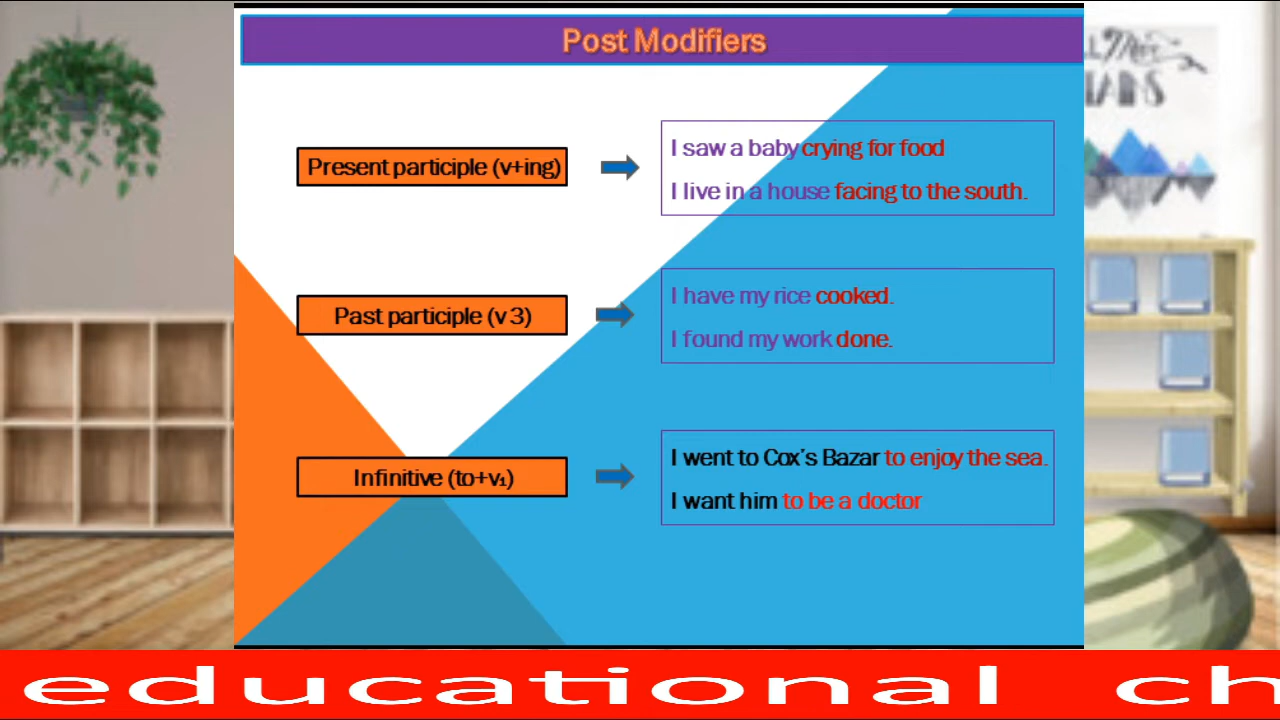 Post Modifiers
Present participle (v+ing)
I saw a baby crying for food
I live in a house facing to the south.
Past participle (v 3)
I have my rice cooked.
I found my work done.
Infinitive (to+v₁)
I went to Cox's Bazar to enjoy the sea.
I want him to be a doctor
educational ch